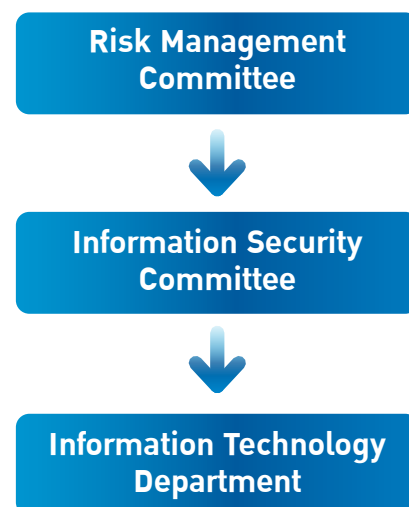 Risk Management
Committee
Information Security
Committee
Information Technology
Department